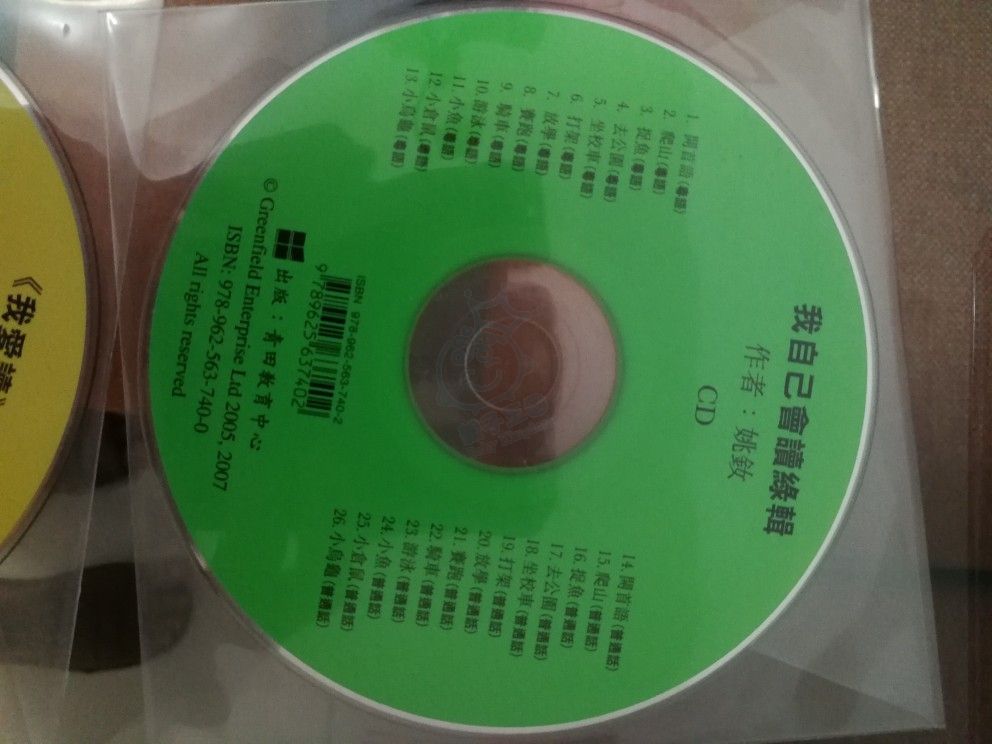 我自己會讀綠輯
作者：姚敏
CD
1. 開首語(粵語)
2. 爬山(粵語)
3. 捉魚(粵語)
4. 去公園(粵語)
5. 坐校車(粵語)
6. 打架(粵語)
7. 放學(粵語)
8. 賽跑(粵語)
9. 騎車(粵語)
10. 游泳(粵語)
11. 小魚(粵語)
12. 小倉鼠(粵語)
13. 小烏龜(粵語)
14. 開首語(普通話)
15. 爬山(普通話)
16. 捉魚(普通話)
17. 去公園(普通話)
18. 坐校車(普通話)
19. 打架(普通話)
20. 放學(普通話)
21. 賽跑(普通話)
22. 騎車(普通話)
23. 游泳(普通話)
24. 小魚(普通話)
25. 小倉鼠(普通話)
26. 小烏龜(普通話)
ISBN 978-962-563-740-2
9 789625 637402
出版：青田教育中心
© Greenfield Enterprise Ltd 2005, 2007
ISBN: 978-962-563-740-0
All rights reserved
《我愛讀》